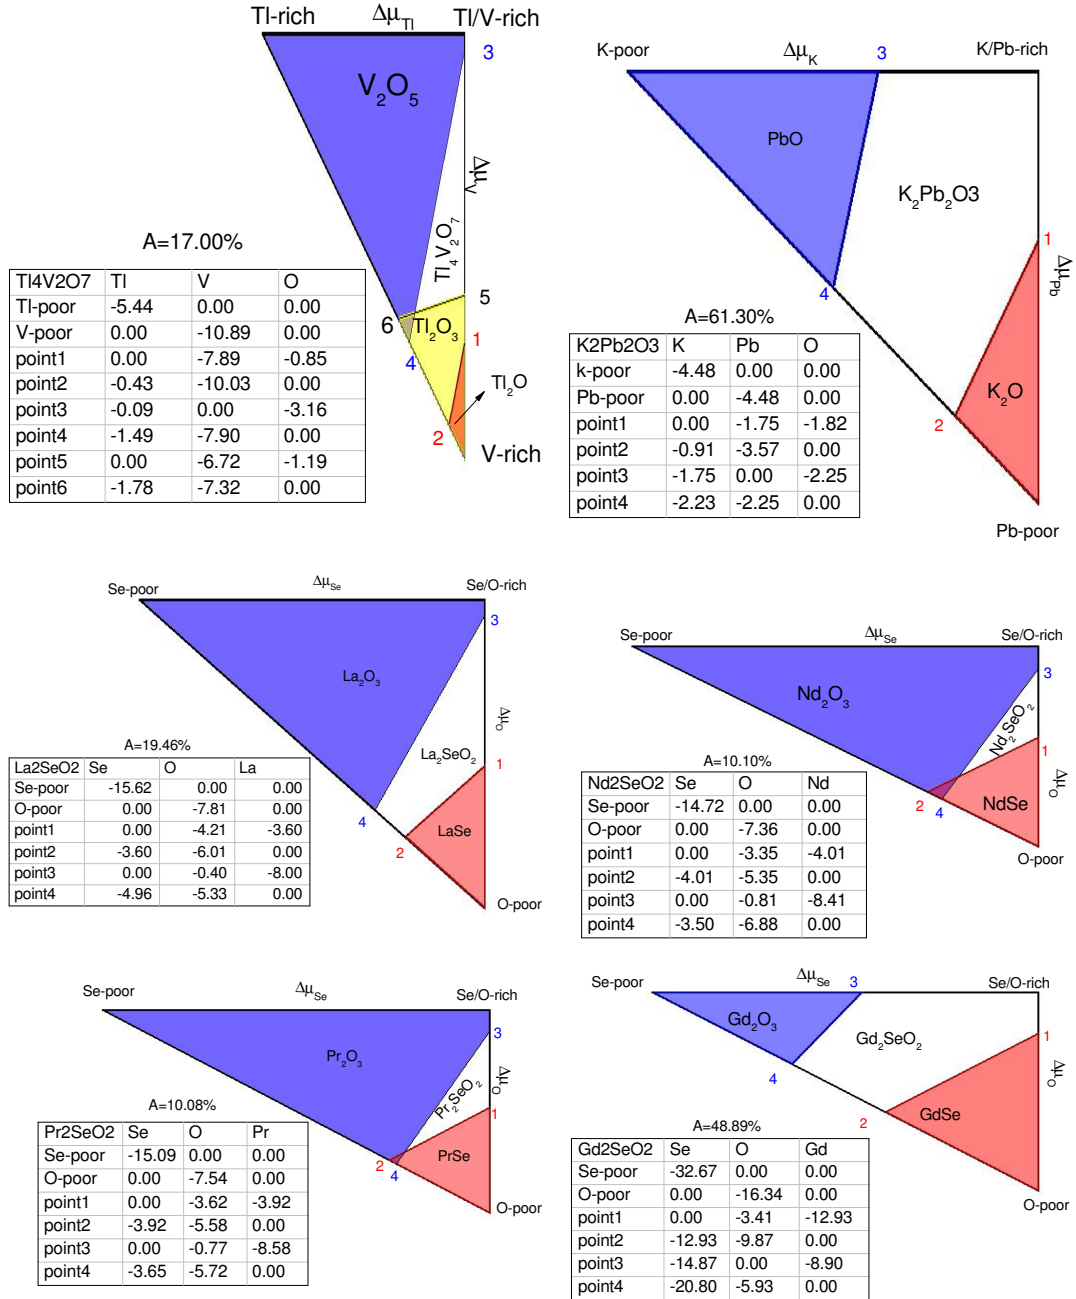 Tl-rich Δμ_Tl Tl/V-rich
3
V₂O₅
Δμ_V
Tl₄V₂O₇
5
6
Tl₂O₃
1
4
Tl₂O
2
V-rich
A=17.00%
Tl4V2O7 Tl V O
Tl-poor -5.44 0.00 0.00
V-poor 0.00 -10.89 0.00
point1 0.00 -7.89 -0.85
point2 -0.43 -10.03 0.00
point3 -0.09 0.00 -3.16
point4 -1.49 -7.90 0.00
point5 0.00 -6.72 -1.19
point6 -1.78 -7.32 0.00
K-poor Δμ_K 3 K/Pb-rich
PbO
K₂Pb₂O3
1
Δμ_Pb
4
K₂O
2
Pb-poor
A=61.30%
K2Pb2O3 K Pb O
k-poor -4.48 0.00 0.00
Pb-poor 0.00 -4.48 0.00
point1 0.00 -1.75 -1.82
point2 -0.91 -3.57 0.00
point3 -1.75 0.00 -2.25
point4 -2.23 -2.25 0.00
Se-poor Δμ_Se Se/O-rich
3
La₂O₃
Δμ_O
La₂SeO₂
1
4
LaSe
2
O-poor
A=19.46%
La2SeO2 Se O La
Se-poor -15.62 0.00 0.00
O-poor 0.00 -7.81 0.00
point1 0.00 -4.21 -3.60
point2 -3.60 -6.01 0.00
point3 0.00 -0.40 -8.00
point4 -4.96 -5.33 0.00
Se-poor Δμ_Se Se/O-rich
3
Nd₂O₃
Nd₂SeO₂
1
Δμ_O
2
4
NdSe
O-poor
A=10.10%
Nd2SeO2 Se O Nd
Se-poor -14.72 0.00 0.00
O-poor 0.00 -7.36 0.00
point1 0.00 -3.35 -4.01
point2 -4.01 -5.35 0.00
point3 0.00 -0.81 -8.41
point4 -3.50 -6.88 0.00
Se-poor Δμ_Se Se/O-rich
3
Pr₂O₃
Δμ_O
Pr₂SeO₂
1
2
4
PrSe
O-poor
A=10.08%
Pr2SeO2 Se O Pr
Se-poor -15.09 0.00 0.00
O-poor 0.00 -7.54 0.00
point1 0.00 -3.62 -3.92
point2 -3.92 -5.58 0.00
point3 0.00 -0.77 -8.58
point4 -3.65 -5.72 0.00
Se-poor Δμ_Se 3 Se/O-rich
Gd₂O₃
Gd₂SeO₂
1
Δμ_O
4
GdSe
2
O-poor
A=48.89%
Gd2SeO2 Se O Gd
Se-poor -32.67 0.00 0.00
O-poor 0.00 -16.34 0.00
point1 0.00 -3.41 -12.93
point2 -12.93 -9.87 0.00
point3 -14.87 0.00 -8.90
point4 -20.80 -5.93 0.00